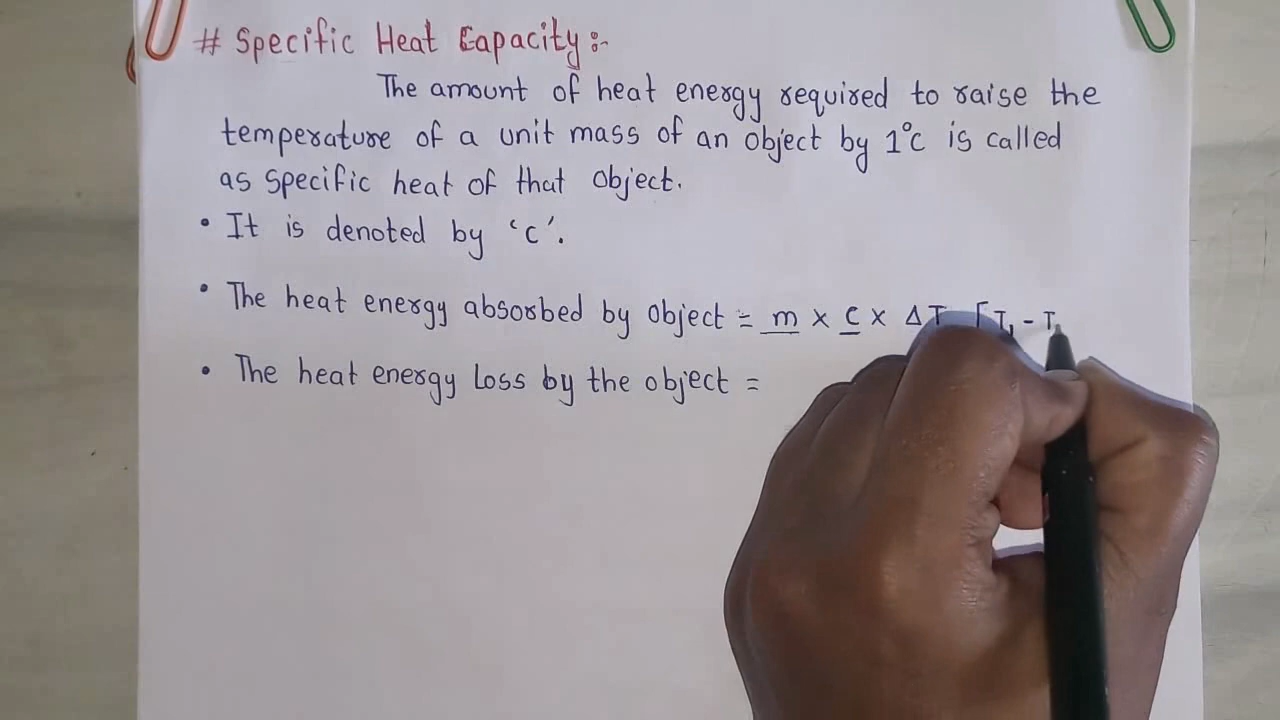 # Specific Heat Capacity :-
The amount of heat energy required to raise the
temperature of a unit mass of an object by 1°C is called
as specific heat of that object.
• It is denoted by 'c'.
• The heat energy absorbed by object = m × c × ΔT [T₁ - T
• The heat energy Loss by the object =